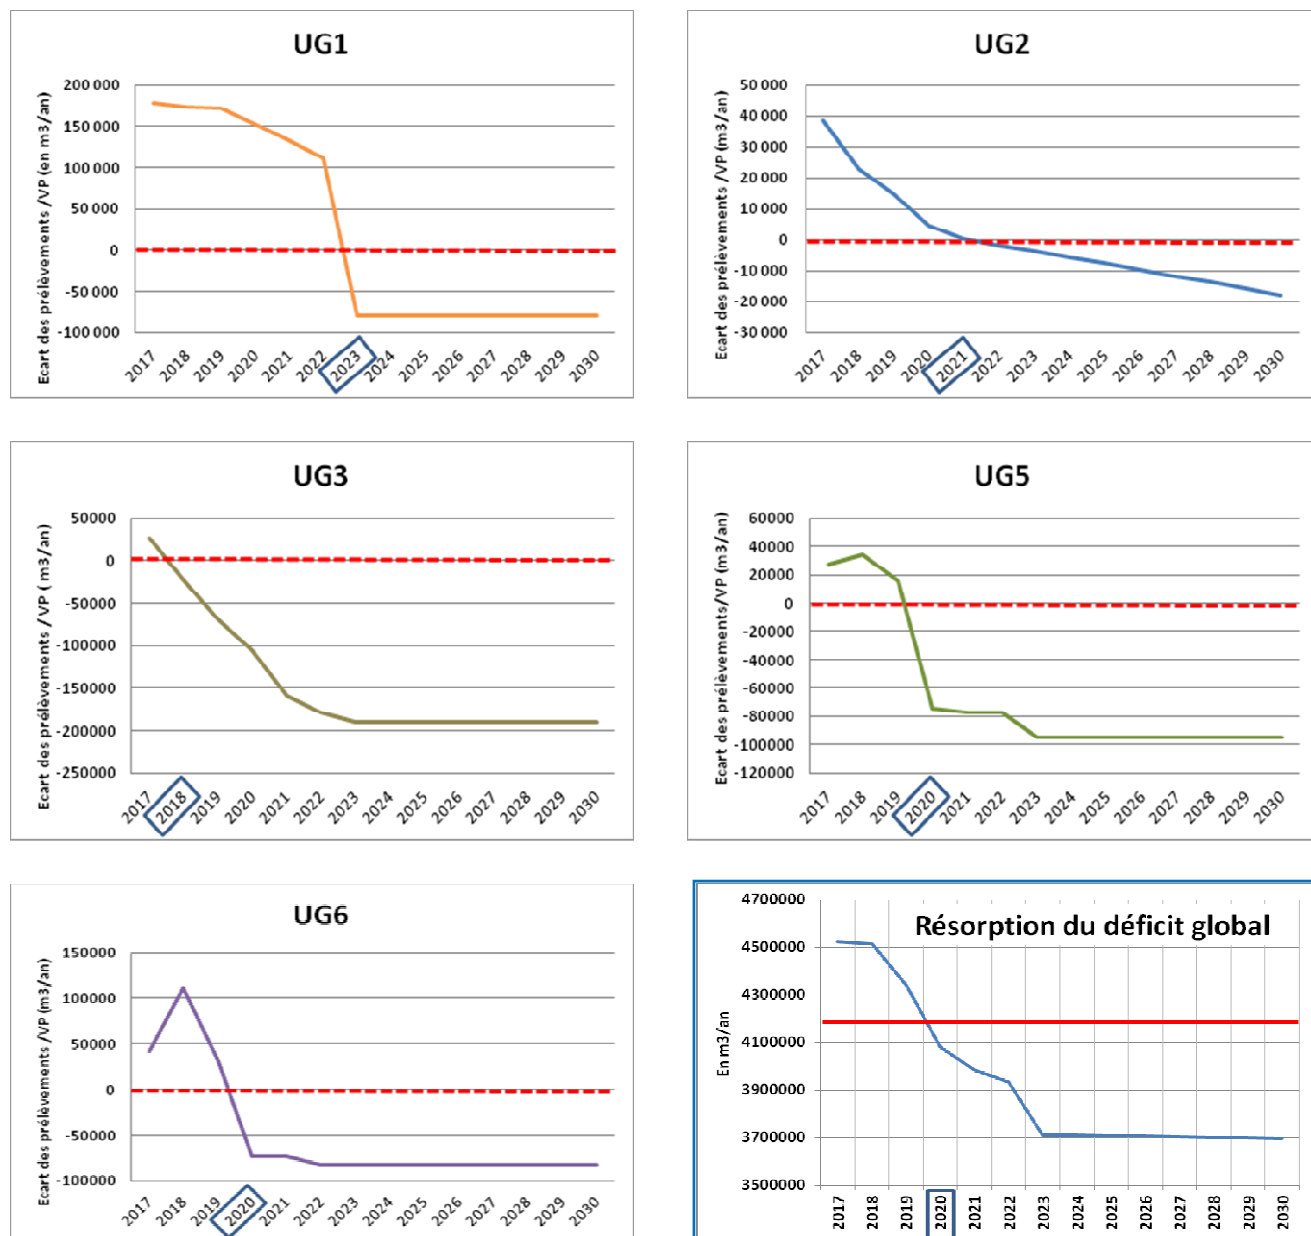 UG1
Ecart des prélèvements /VP (en m3/an)
200 000
150 000
100 000
50 000
0
-50 000
-100 000
2017 2018 2019 2020 2021 2022 2023 2024 2025 2026 2027 2028 2029 2030
UG2
Ecart des prélèvements /VP (m3/an)
50 000
40 000
30 000
20 000
10 000
0
-10 000
-20 000
-30 000
2017 2018 2019 2020 2021 2022 2023 2024 2025 2026 2027 2028 2029 2030
UG3
Ecart des prélèvements /VP ( m3/an)
50000
0
-50000
-100000
-150000
-200000
-250000
2017 2018 2019 2020 2021 2022 2023 2024 2025 2026 2027 2028 2029 2030
UG5
Ecart des prélèvements/VP (m3/an)
60000
40000
20000
0
-20000
-40000
-60000
-80000
-100000
-120000
2017 2018 2019 2020 2021 2022 2023 2024 2025 2026 2027 2028 2029 2030
UG6
Ecart des prélèvements /VP (m3/an)
150000
100000
50000
0
-50000
-100000
2017 2018 2019 2020 2021 2022 2023 2024 2025 2026 2027 2028 2029 2030
Résorption du déficit global
En m3/an
4700000
4500000
4300000
4100000
3900000
3700000
3500000
2017 2018 2019 2020 2021 2022 2023 2024 2025 2026 2027 2028 2029 2030